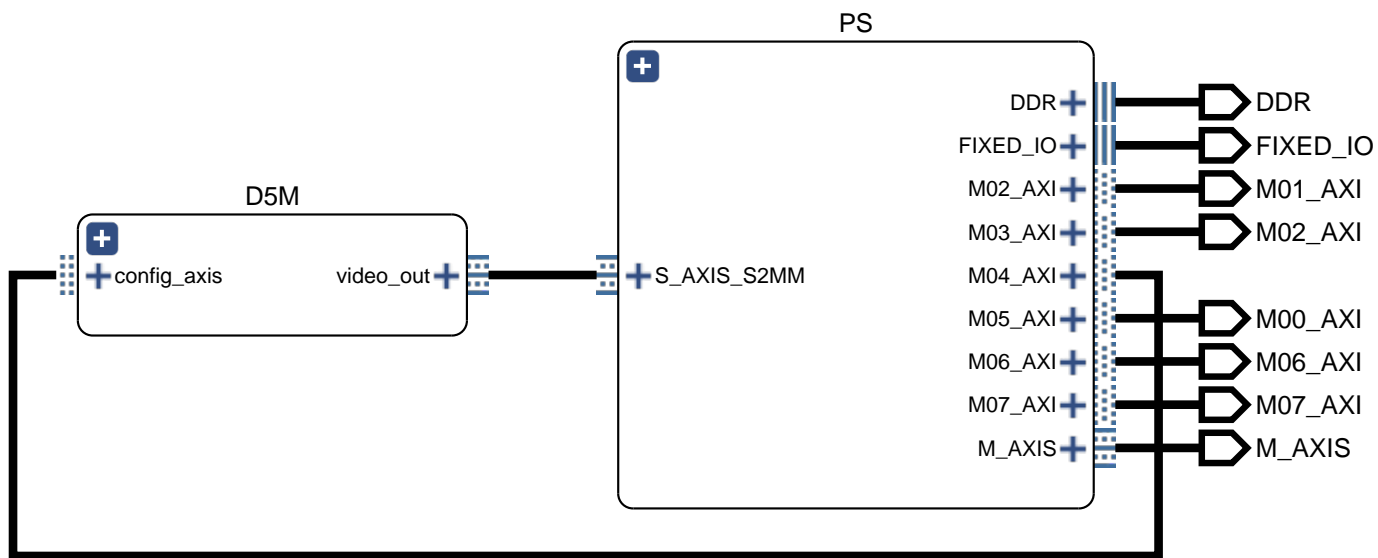 PS
DDR
DDR
FIXED_IO
FIXED_IO
M02_AXI
M01_AXI
D5M
M03_AXI
M02_AXI
config_axis
video_out
S_AXIS_S2MM
M04_AXI
M05_AXI
M00_AXI
M06_AXI
M06_AXI
M07_AXI
M07_AXI
M_AXIS
M_AXIS